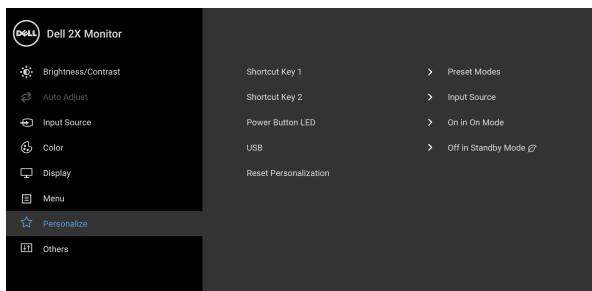 DELL Dell 2X Monitor
Brightness/Contrast
Auto Adjust
Input Source
Color
Display
Menu
Personalize
Others
Shortcut Key 1 > Preset Modes
Shortcut Key 2 > Input Source
Power Button LED > On in On Mode
USB > Off in Standby Mode
Reset Personalization